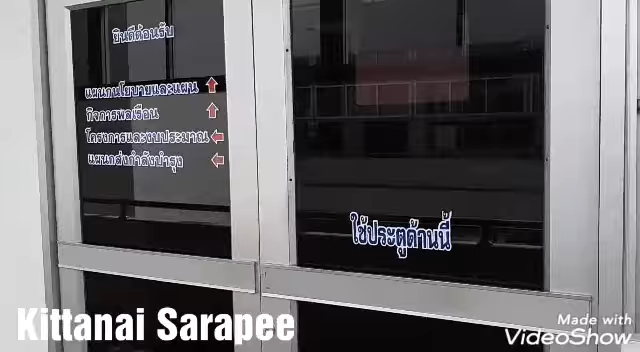 ยินดีต้อนรับ
แผนกนโยบายและแผน
กิจการพลเรือน
โครงการและงบประมาณ
แผนกส่งกำลังบำรุง
ใช้ประตูด้านนี้
Kittanai Sarapee
Made with
VideoShow